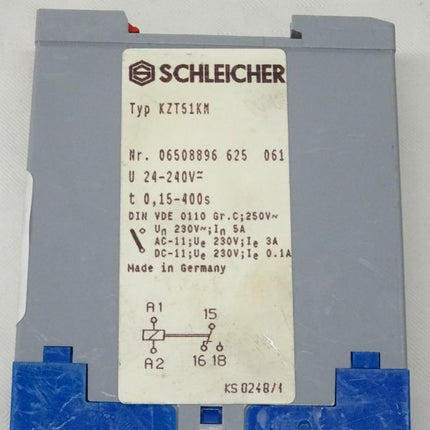 SCHLEICHER
Typ KZT51KM
Nr. 06508896 625 061
U 24-240V≂
t 0,15-400s
DIN VDE 0110 Gr.C;250V~
Un 230V~;In 5A
AC-11;Ue 230V;Ie 3A
DC-11;Ue 230V;Ie 0.1A
Made in Germany
A1
15
A2
16 18
KS 0248/1